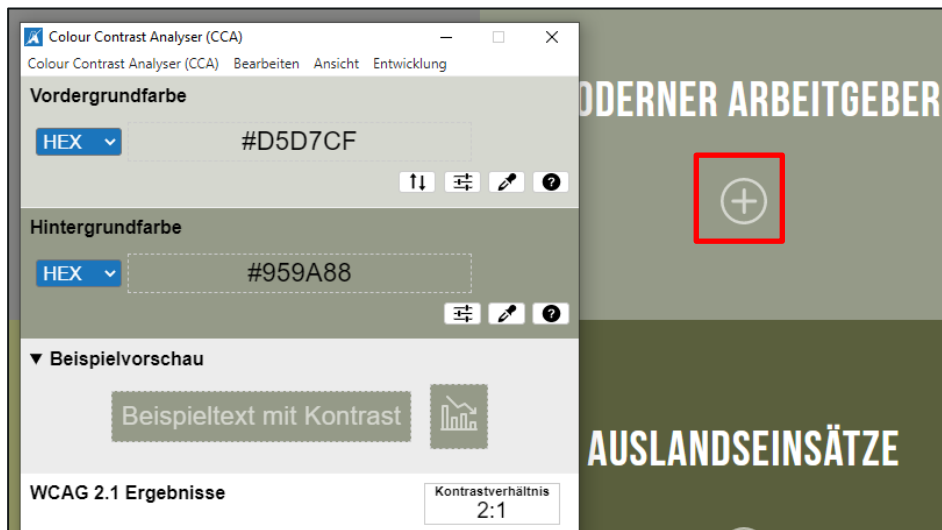 Colour Contrast Analyser (CCA)
Colour Contrast Analyser (CCA) Bearbeiten Ansicht Entwicklung
Vordergrundfarbe
HEX
#D5D7CF
Hintergrundfarbe
HEX
#959A88
▼ Beispielvorschau
Beispieltext mit Kontrast
WCAG 2.1 Ergebnisse
Kontrastverhältnis
2:1
ODERNER ARBEITGEBER
AUSLANDSEINSÄTZE